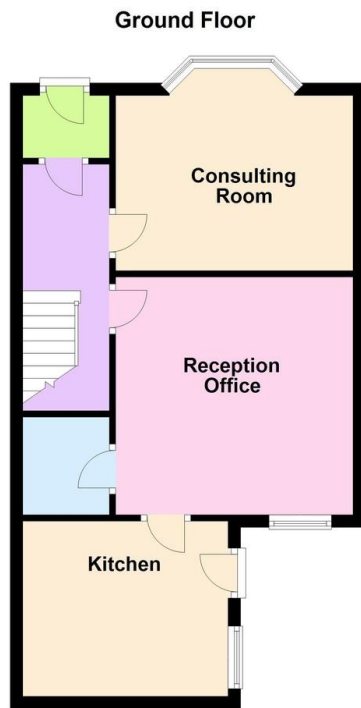 Ground Floor
Consulting
Room
Reception
Office
Kitchen